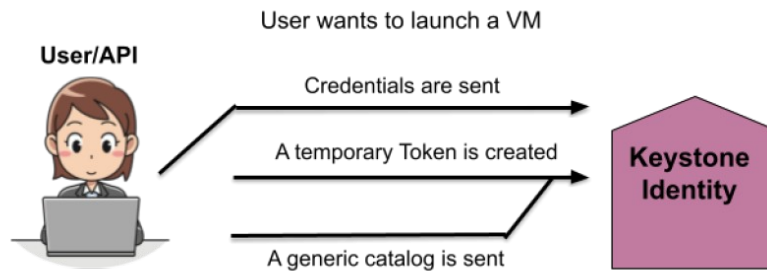 User wants to launch a VM
User/API
Credentials are sent
A temporary Token is created
Keystone
Identity
A generic catalog is sent